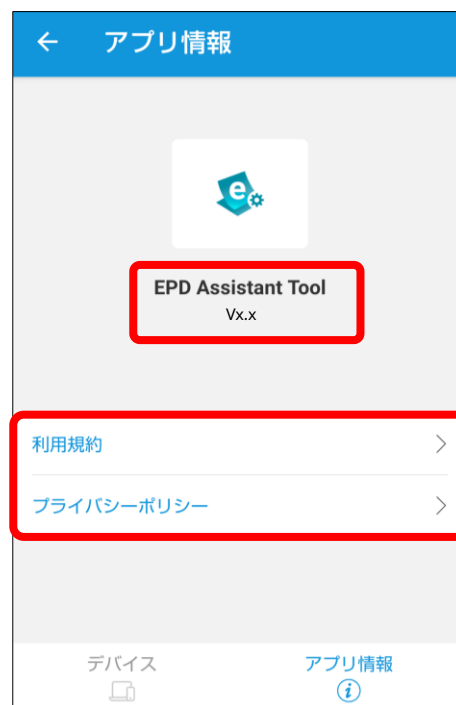 アプリ情報
e
EPD Assistant Tool
Vx.x
利用規約
プライバシーポリシー
デバイス
アプリ情報
i